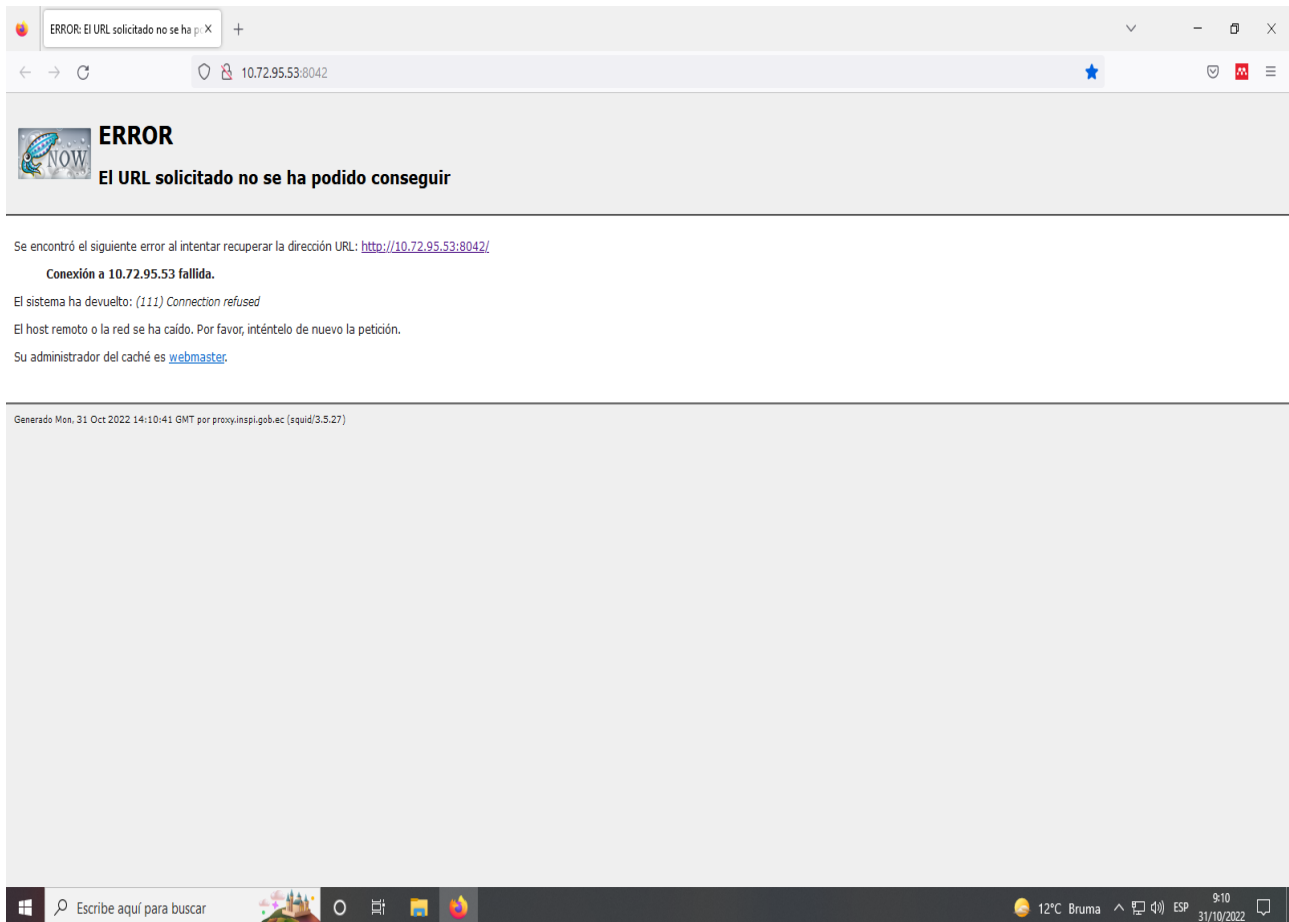 ERROR: El URL solicitado no se ha po
10.72.95.53:8042
NOW
ERROR
El URL solicitado no se ha podido conseguir
Se encontró el siguiente error al intentar recuperar la dirección URL: http://10.72.95.53:8042/
Conexión a 10.72.95.53 fallida.
El sistema ha devuelto: (111) Connection refused
El host remoto o la red se ha caído. Por favor, inténtelo de nuevo la petición.
Su administrador del caché es webmaster.
Generado Mon, 31 Oct 2022 14:10:41 GMT por proxy.inspi.gob.ec (squid/3.5.27)
Escribe aquí para buscar
12°C Bruma
ESP
9:10
31/10/2022